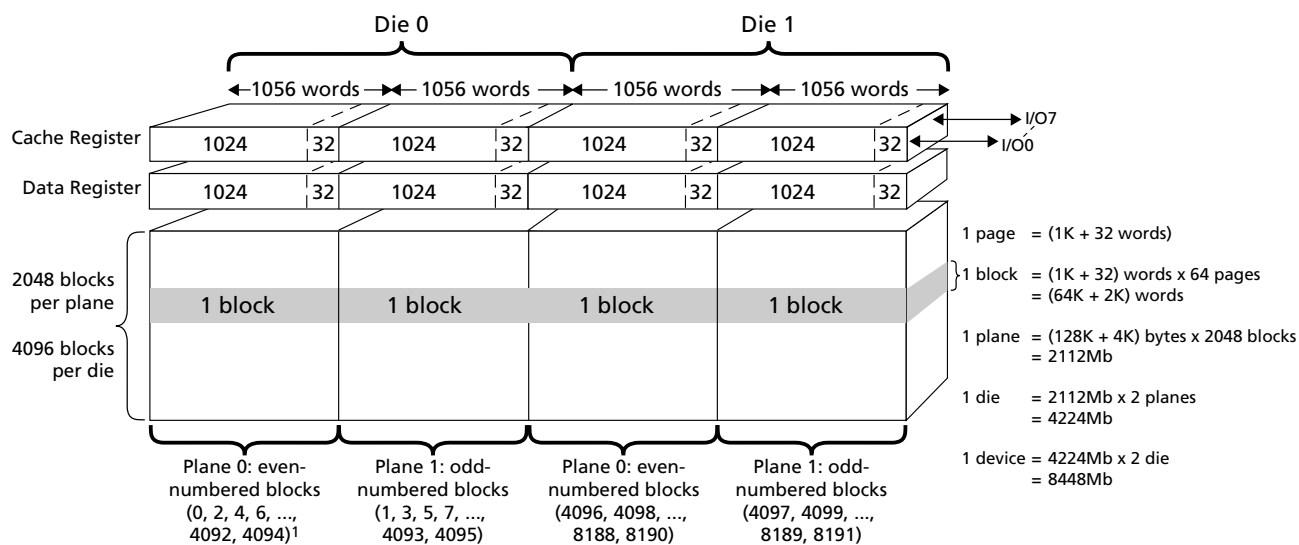 Die 0
Die 1
1056 words
1056 words
1056 words
1056 words
Cache Register
1024
32
1024
32
1024
32
1024
32
I/O7
I/O0
Data Register
1024
32
1024
32
1024
32
1024
32
2048 blocks
per plane
4096 blocks
per die
1 block
1 block
1 block
1 block
1 page = (1K + 32 words)
1 block = (1K + 32) words x 64 pages
= (64K + 2K) words
1 plane = (128K + 4K) bytes x 2048 blocks
= 2112Mb
1 die = 2112Mb x 2 planes
= 4224Mb
1 device = 4224Mb x 2 die
= 8448Mb
Plane 0: even-
numbered blocks
(0, 2, 4, 6, ...,
4092, 4094)1
Plane 1: odd-
numbered blocks
(1, 3, 5, 7, ...,
4093, 4095)
Plane 0: even-
numbered blocks
(4096, 4098, ...,
8188, 8190)
Plane 1: odd-
numbered blocks
(4097, 4099, ...,
8189, 8191)